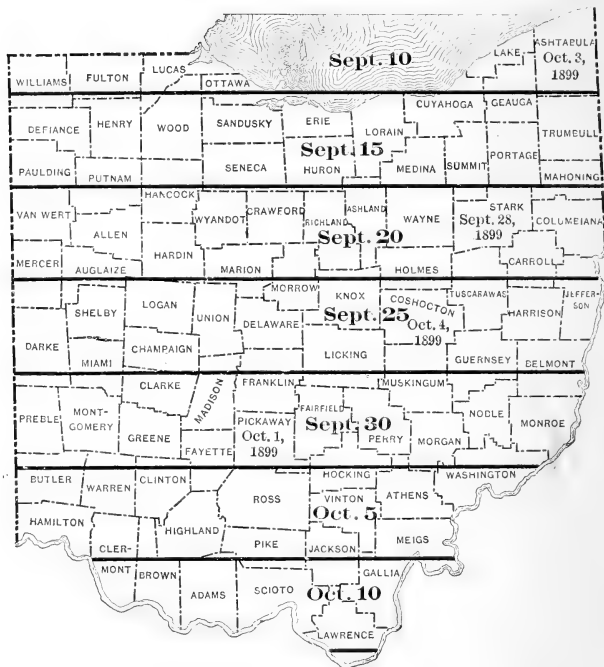 Sept. 10
LAKE
ASHTABULA
Oct. 3,
1899
WILLIAMS
FULTON
LUCAS
OTTAWA
CUYAHOGA
GEAUGA
DEFIANCE
HENRY
WOOD
SANDUSKY
ERIE
LORAIN
TRUMBULL
Sept. 15
PAULDING
PUTNAM
SENECA
HURON
MEDINA
SUMMIT
PORTAGE
MAHONING
HANCOCK
VAN WERT
ALLEN
WYANDOT
CRAWFORD
RICHLAND
ASHLAND
WAYNE
STARK
Sept. 28,
1899
COLUMBIANA
Sept. 20
MERCER
AUGLAIZE
HARDIN
MARION
HOLMES
CARROLL
MORROW
SHELBY
LOGAN
UNION
DELAWARE
KNOX
COSHOCTON
Oct. 4,
1899
TUSCARAWAS
HARRISON
JEFFER-
SON
Sept. 25
DARKE
MIAMI
CHAMPAIGN
LICKING
GUERNSEY
BELMONT
CLARKE
MADISON
FRANKLIN
MUSKINGUM
PREBLE
MONT-
GOMERY
GREENE
FAYETTE
PICKAWAY
Oct. 1,
1899
FAIRFIELD
Sept. 30
PERRY
MORGAN
NOBLE
MONROE
BUTLER
WARREN
CLINTON
ROSS
HOCKING
VINTON
ATHENS
WASHINGTON
Oct. 5
HAMILTON
CLER-
MONT
HIGHLAND
PIKE
JACKSON
MEIGS
BROWN
ADAMS
SCIOTO
GALLIA
Oct. 10
LAWRENCE